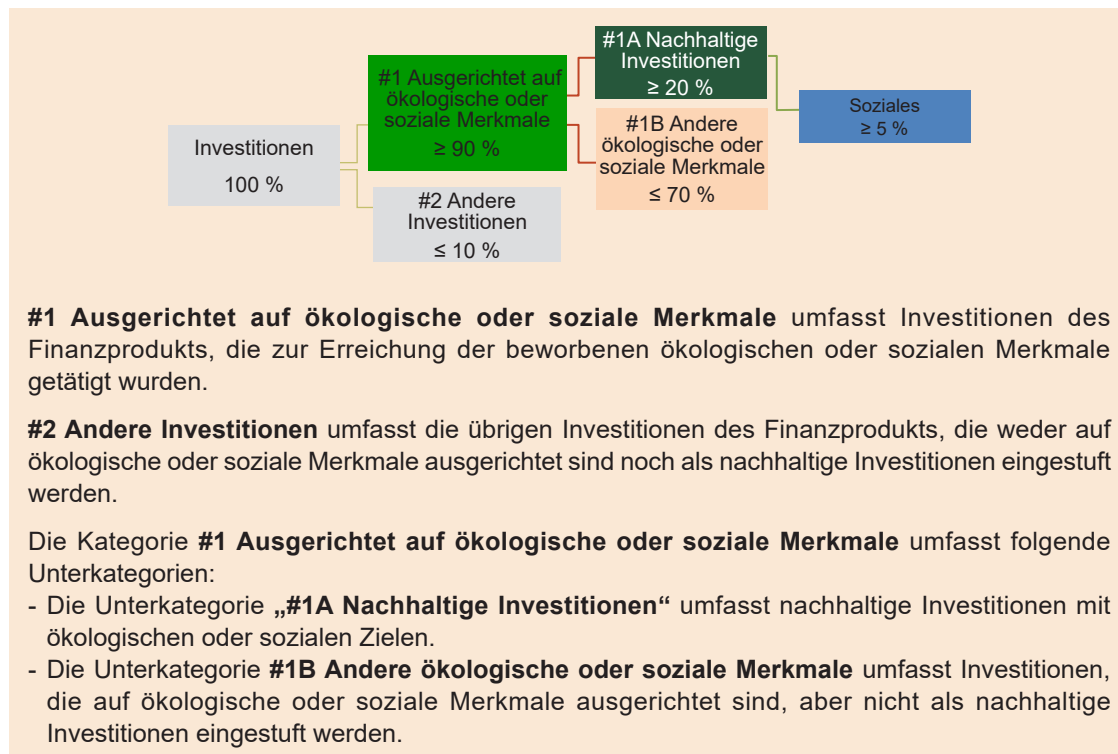 Investitionen
100 %
#1 Ausgerichtet auf
ökologische oder
soziale Merkmale
≥ 90 %
#2 Andere
Investitionen
≤ 10 %
#1A Nachhaltige
Investitionen
≥ 20 %
#1B Andere
ökologische oder
soziale Merkmale
≤ 70 %
Soziales
≥ 5 %
#1 Ausgerichtet auf ökologische oder soziale Merkmale umfasst Investitionen des
Finanzprodukts, die zur Erreichung der beworbenen ökologischen oder sozialen Merkmale
getätigt wurden.
#2 Andere Investitionen umfasst die übrigen Investitionen des Finanzprodukts, die weder auf
ökologische oder soziale Merkmale ausgerichtet sind noch als nachhaltige Investitionen eingestuft
werden.
Die Kategorie #1 Ausgerichtet auf ökologische oder soziale Merkmale umfasst folgende
Unterkategorien:
- Die Unterkategorie „#1A Nachhaltige Investitionen“ umfasst nachhaltige Investitionen mit
ökologischen oder sozialen Zielen.
- Die Unterkategorie #1B Andere ökologische oder soziale Merkmale umfasst Investitionen,
die auf ökologische oder soziale Merkmale ausgerichtet sind, aber nicht als nachhaltige
Investitionen eingestuft werden.